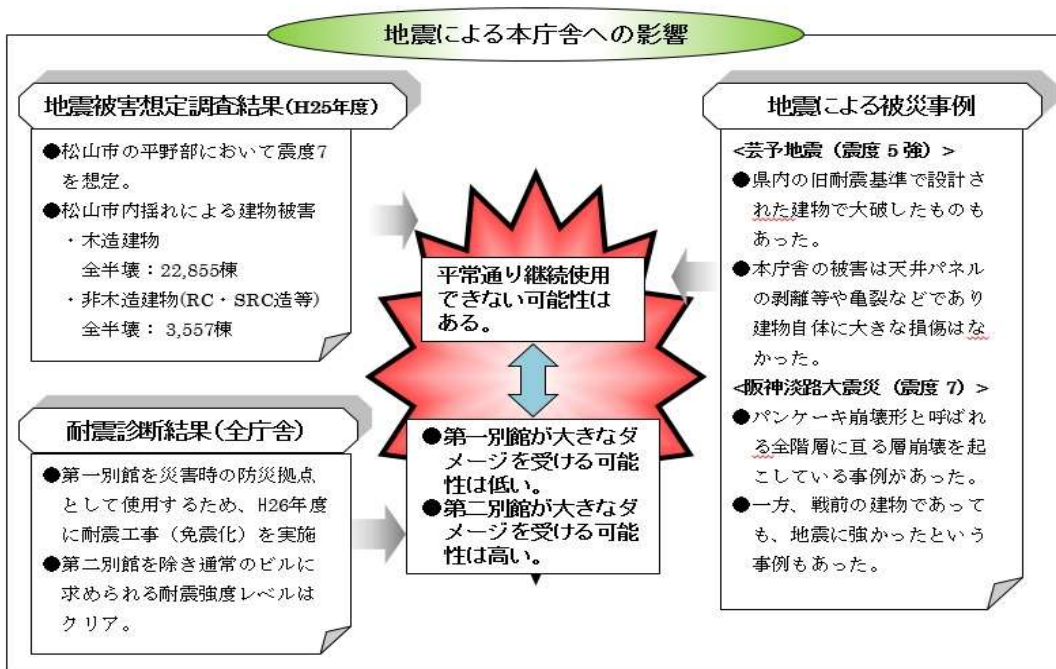 地震による本庁舎への影響
地震被害想定調査結果(H25年度)
●松山市の平野部において震度7
を想定。
●松山市内揺れによる建物被害
・木造建物
全半壊：22,855棟
・非木造建物(RC・SRC造等)
全半壊： 3,557棟
耐震診断結果(全庁舎)
●第一別館を災害時の防災拠点
として使用するため、H26年度
に耐震工事（免震化）を実施
●第二別館を除き通常のビルに
求められる耐震強度レベルは
クリア。
平常通り継続使用
できない可能性は
ある。
●第一別館が大きなダ
メージを受ける可能
性は低い。
●第二別館が大きなダ
メージを受ける可能
性は高い。
地震による被災事例
<芸予地震（震度 5 強）>
●県内の旧耐震基準で設計さ
れた建物で大破したものも
あった。
●本庁舎の被害は天井パネル
の剥離等や亀裂などであり
建物自体に大きな損傷はな
かった。
<阪神淡路大震災（震度 7）>
●パンケーキ崩壊形と呼ばれ
る全階層に亘る層崩壊を起
こしている事例があった。
●一方、戦前の建物であって
も、地震に強かったという
事例もあった。